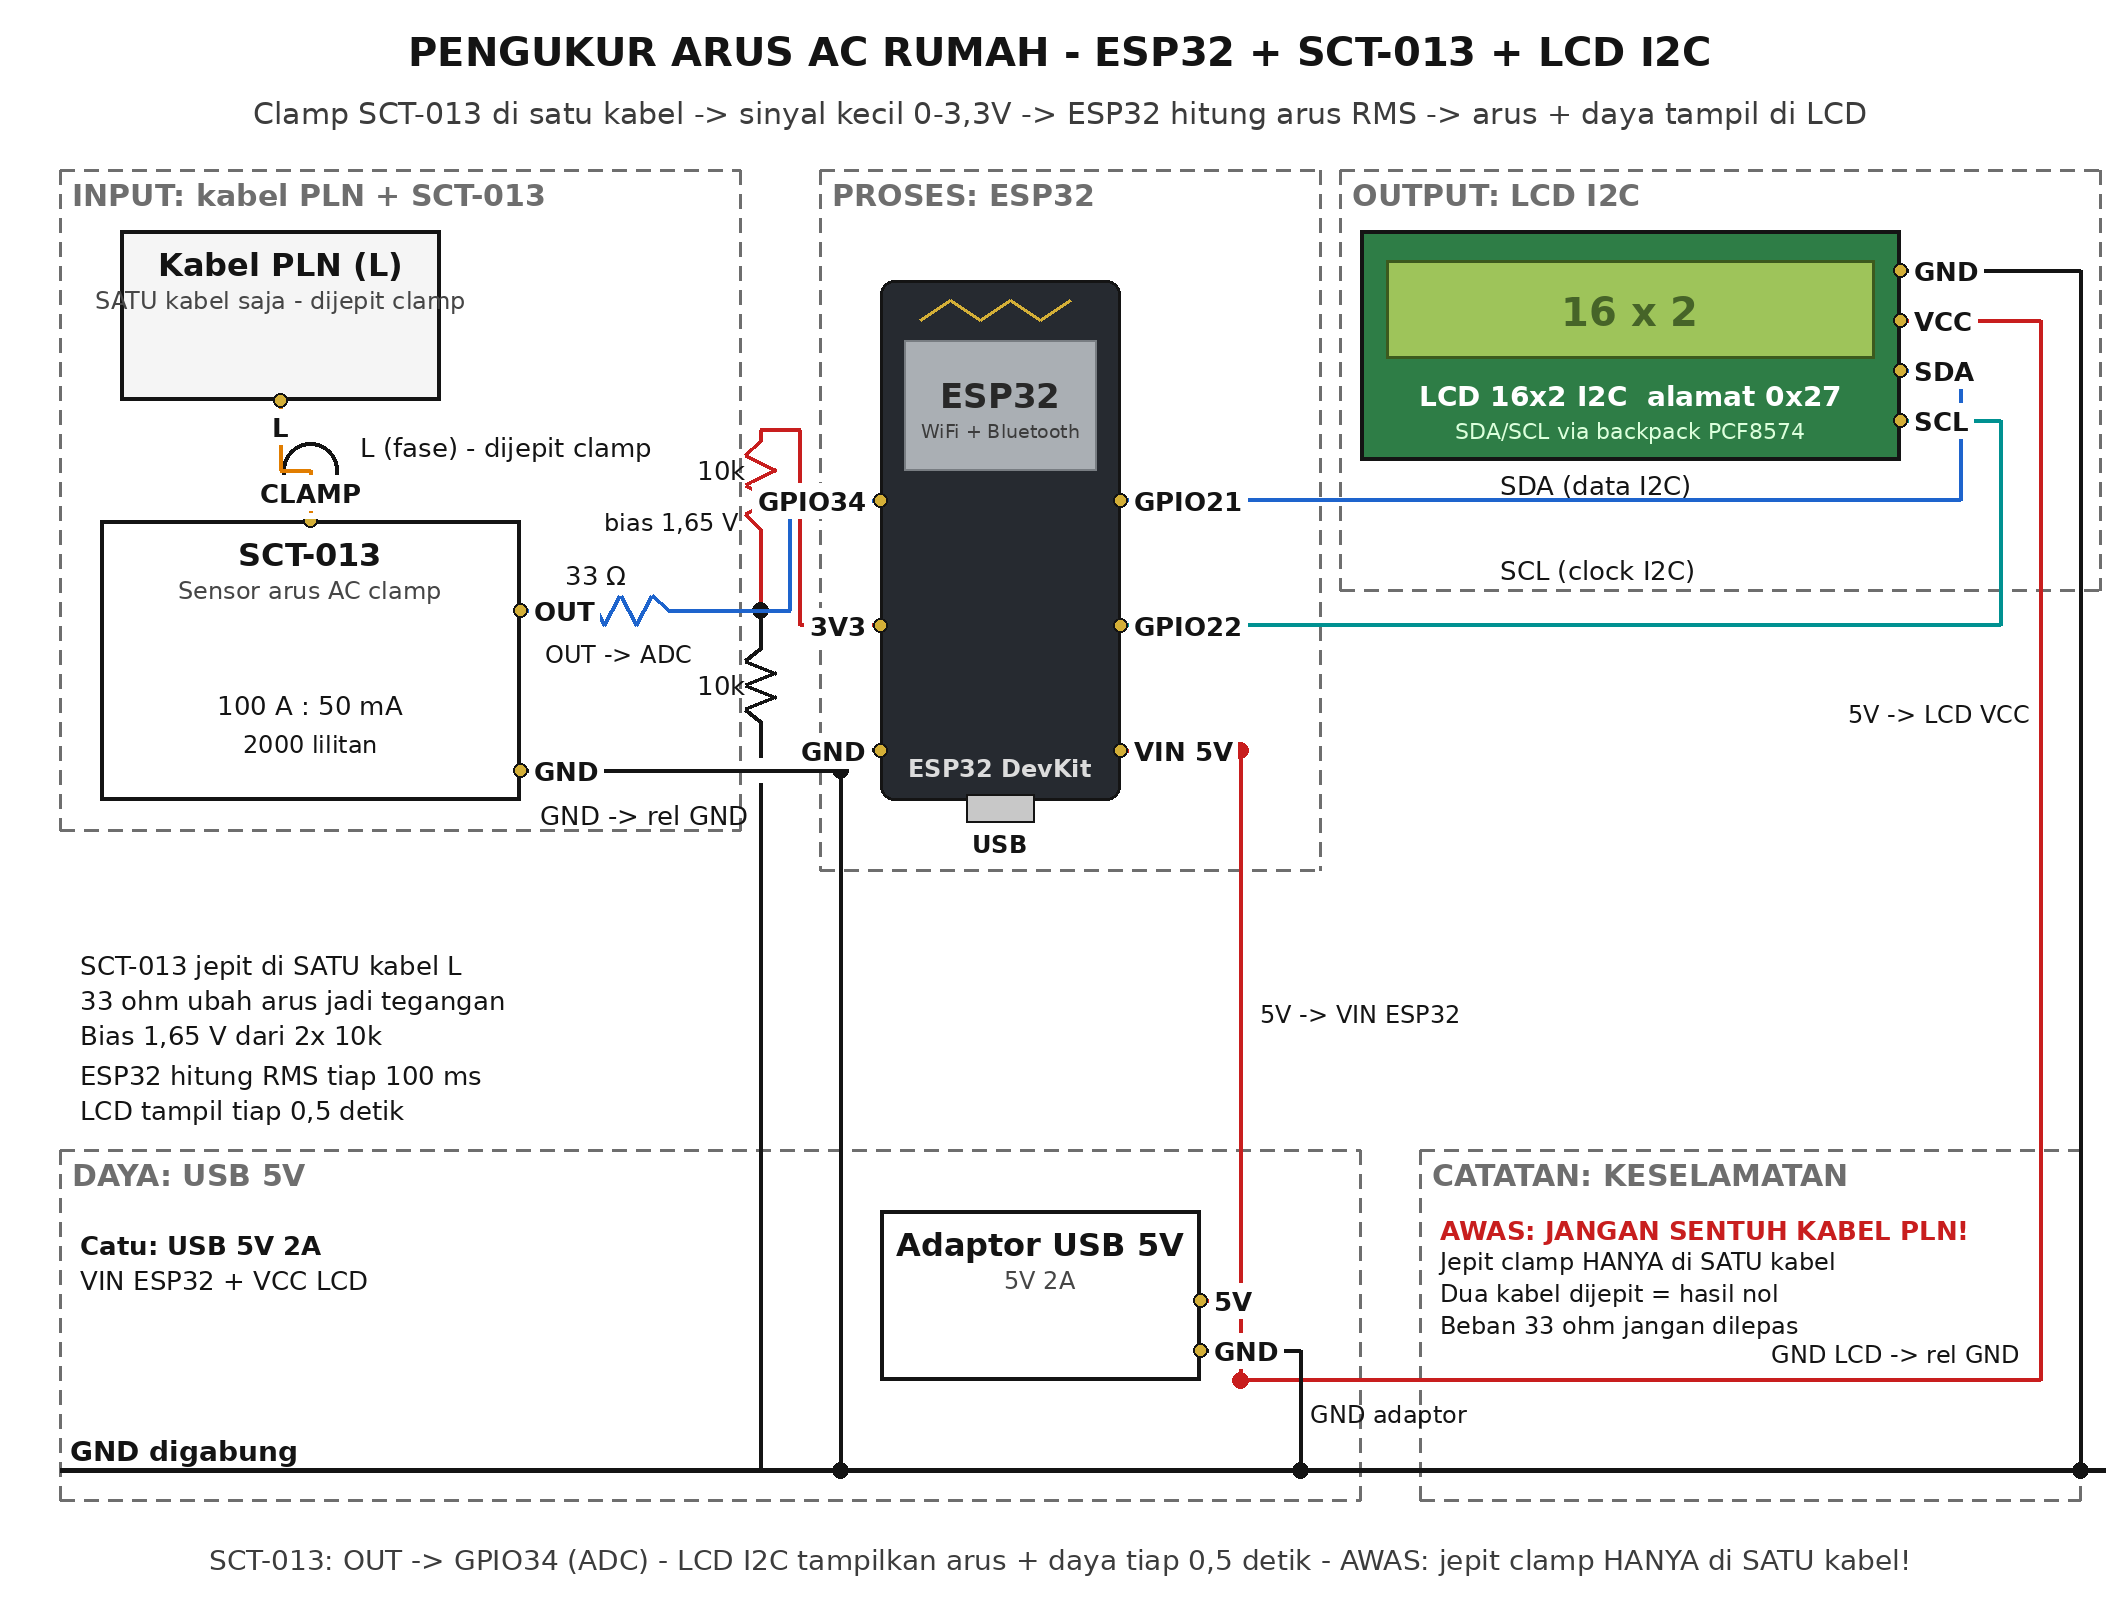 PENGUKUR ARUS AC RUMAH - ESP32 + SCT-013 + LCD I2C
Clamp SCT-013 di satu kabel -> sinyal kecil 0-3,3V -> ESP32 hitung arus RMS -> arus + daya tampil di LCD
INPUT: kabel PLN + SCT-013
Kabel PLN (L)
SATU kabel saja - dijepit clamp
L
L (fase) - dijepit clamp
CLAMP
SCT-013
Sensor arus AC clamp
100 A : 50 mA
2000 lilitan
OUT
GND
33 Ω
OUT -> ADC
GND -> rel GND
10k
bias 1,65 V
10k
PROSES: ESP32
ESP32
WiFi + Bluetooth
GPIO34
3V3
GND
GPIO21
GPIO22
VIN 5V
ESP32 DevKit
USB
OUTPUT: LCD I2C
16 x 2
LCD 16x2 I2C  alamat 0x27
SDA/SCL via backpack PCF8574
GND
VCC
SDA
SCL
SDA (data I2C)
SCL (clock I2C)
5V -> LCD VCC
5V -> VIN ESP32
SCT-013 jepit di SATU kabel L
33 ohm ubah arus jadi tegangan
Bias 1,65 V dari 2x 10k
ESP32 hitung RMS tiap 100 ms
LCD tampil tiap 0,5 detik
DAYA: USB 5V
Catu: USB 5V 2A
VIN ESP32 + VCC LCD
Adaptor USB 5V
5V 2A
5V
GND
GND adaptor
GND digabung
CATATAN: KESELAMATAN
AWAS: JANGAN SENTUH KABEL PLN!
Jepit clamp HANYA di SATU kabel
Dua kabel dijepit = hasil nol
Beban 33 ohm jangan dilepas
GND LCD -> rel GND
SCT-013: OUT -> GPIO34 (ADC) - LCD I2C tampilkan arus + daya tiap 0,5 detik - AWAS: jepit clamp HANYA di SATU kabel!